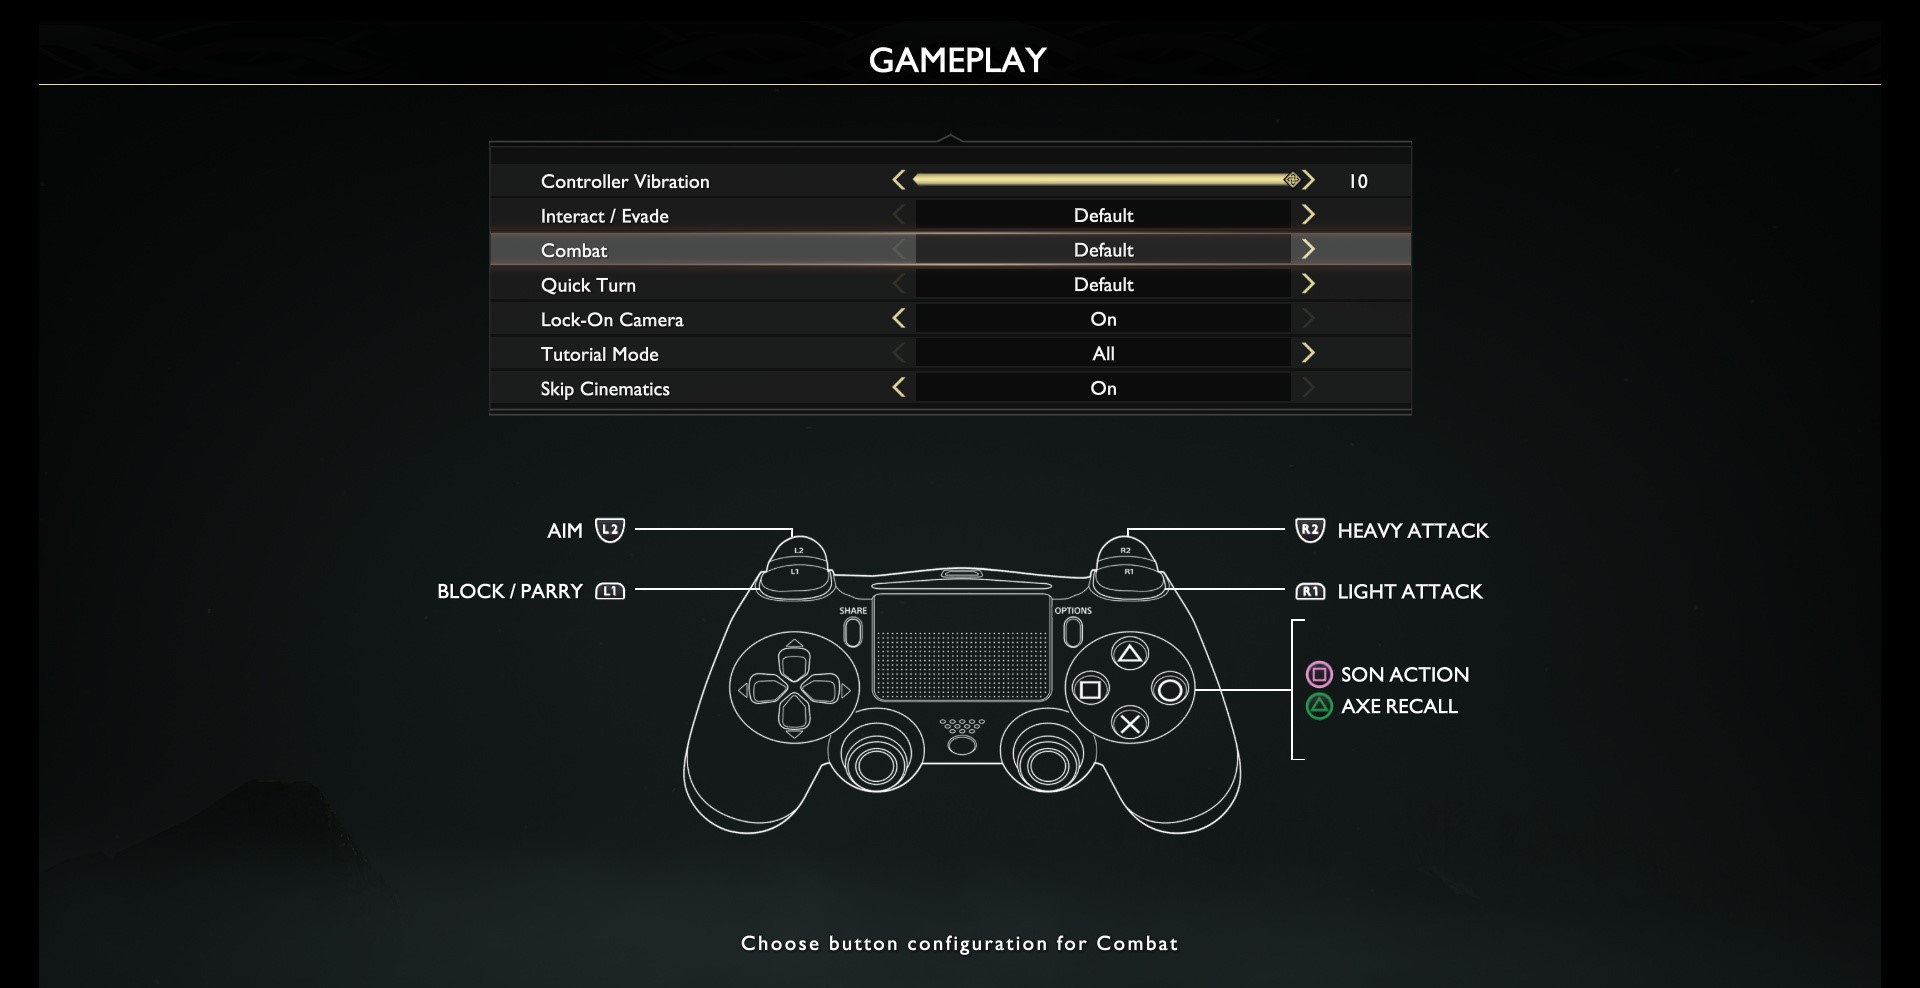 GAMEPLAY
Controller Vibration 10
Interact / Evade Default
Combat Default
Quick Turn Default
Lock-On Camera On
Tutorial Mode All
Skip Cinematics On
AIM L2
L2
R2
R2 HEAVY ATTACK
BLOCK / PARRY L1
L1
R1
R1 LIGHT ATTACK
SHARE
OPTIONS
SON ACTION
AXE RECALL
Choose button configuration for Combat